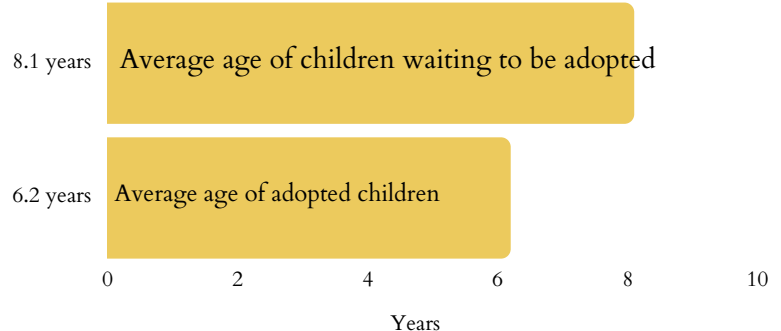 8.1 years
Average age of children waiting to be adopted
6.2 years
Average age of adopted children
0 2 4 6 8 10
Years